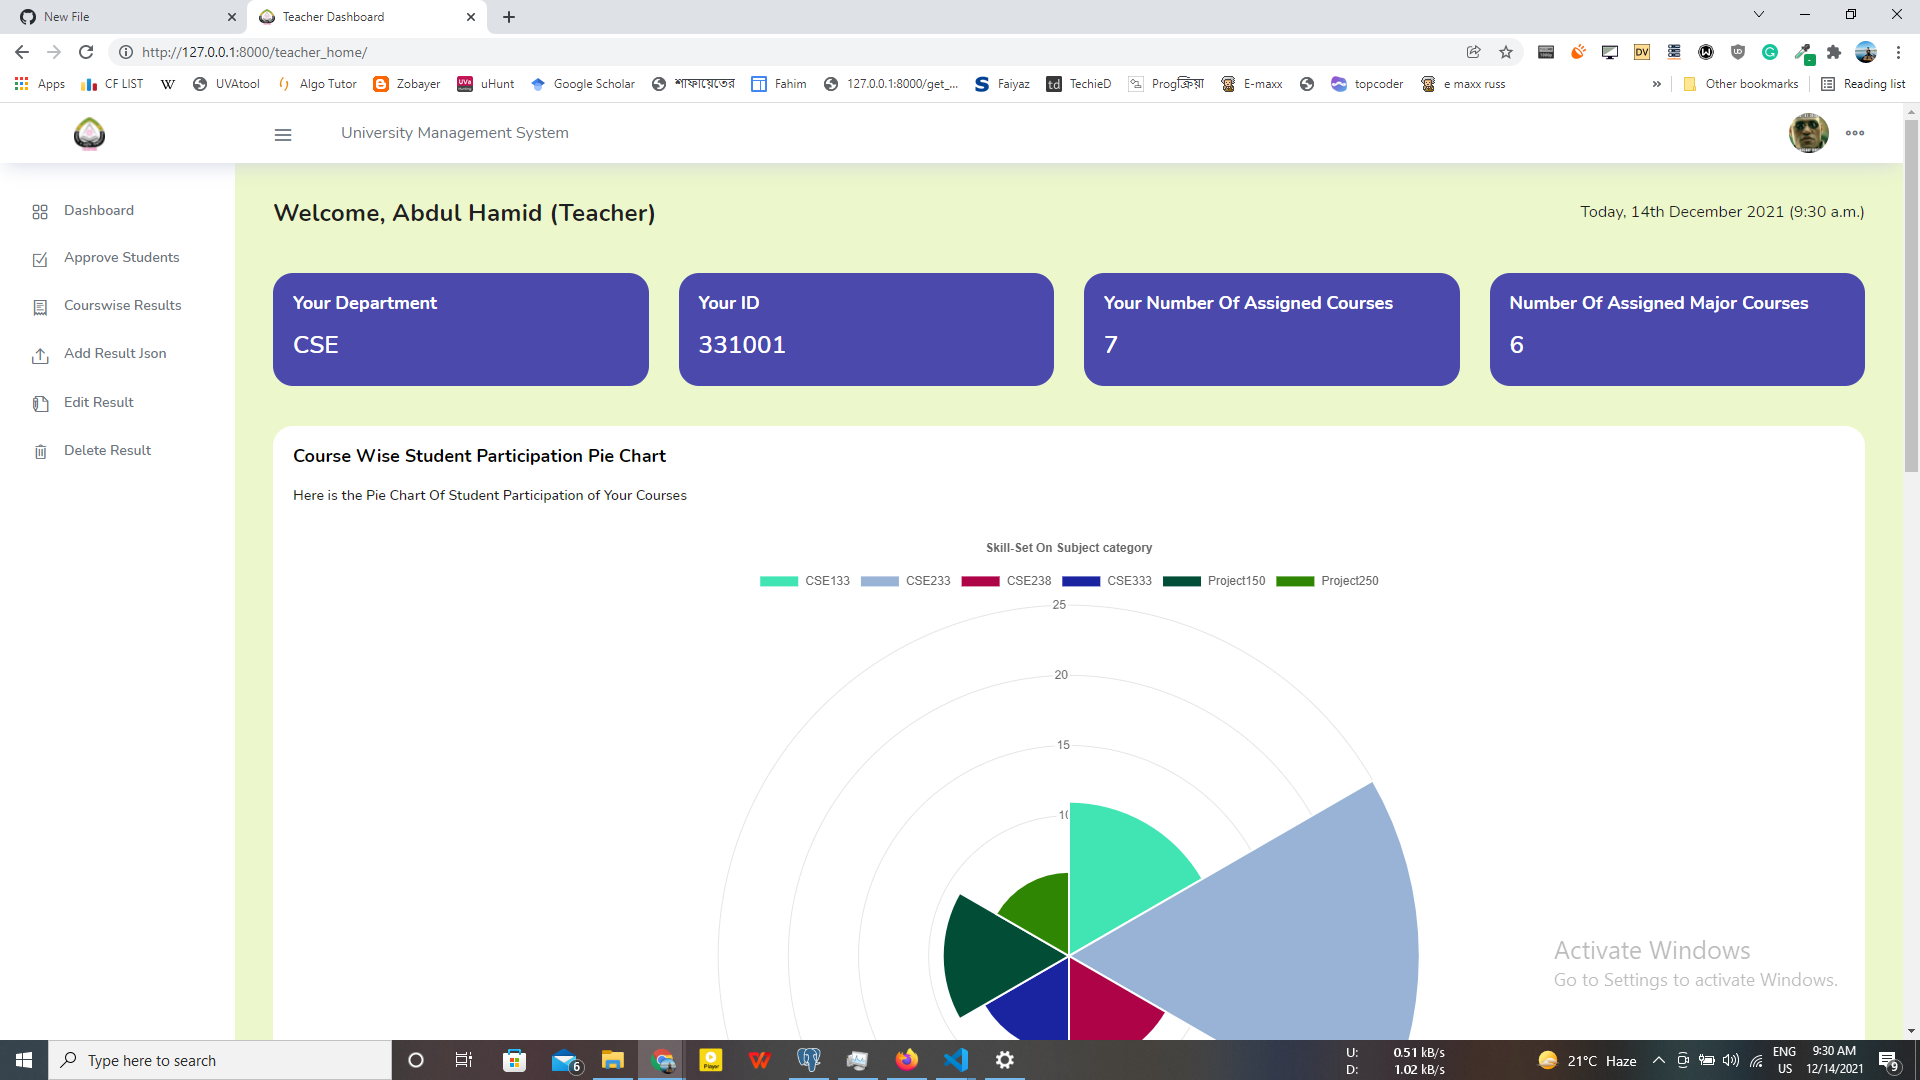 New File
Teacher Dashboard
http://127.0.0.1:8000/teacher_home/
Apps
CF LIST
W
UVAtool
Algo Tutor
Zobayer
uHunt
Google Scholar
শাফায়েতের
Fahim
127.0.0.1:8000/get_...
Faiyaz
td TechieD
Progক্রিয়া
E-maxx
topcoder
e maxx russ
»
Other bookmarks
Reading list
University Management System
Dashboard
Approve Students
Courswise Results
Add Result Json
Edit Result
Delete Result
Welcome, Abdul Hamid (Teacher)
Today, 14th December 2021 (9:30 a.m.)
Your Department
CSE
Your ID
331001
Your Number Of Assigned Courses
7
Number Of Assigned Major Courses
6
Course Wise Student Participation Pie Chart
Here is the Pie Chart Of Student Participation of Your Courses
Skill-Set On Subject category
CSE133 CSE233 CSE238 CSE333 Project150 Project250
25
20
15
10
Activate Windows
Go to Settings to activate Windows.
Type here to search
6
Player
U: 0.51 kB/s
D: 1.02 kB/s
21°C Haze
ENG
US
9:30 AM
12/14/2021
9